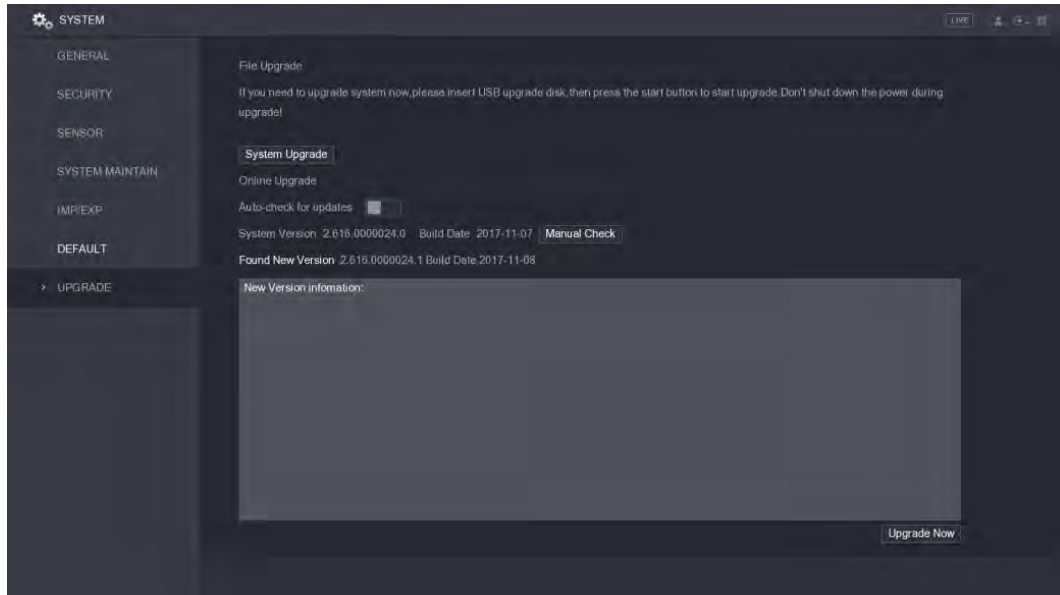 SYSTEM
LIVE
GENERAL
SECURITY
SENSOR
SYSTEM MAINTAIN
IMP/EXP
DEFAULT
UPGRADE
File Upgrade
If you need to upgrade system now,please insert USB upgrade disk,then press the start button to start upgrade.Don't shut down the power during
upgrade!
System Upgrade
Online Upgrade
Auto-check for updates
System Version 2.616.0000024.0 Build Date 2017-11-07 Manual Check
Found New Version 2.616.0000024.1 Build Date 2017-11-08
New Version infomation:
Upgrade Now